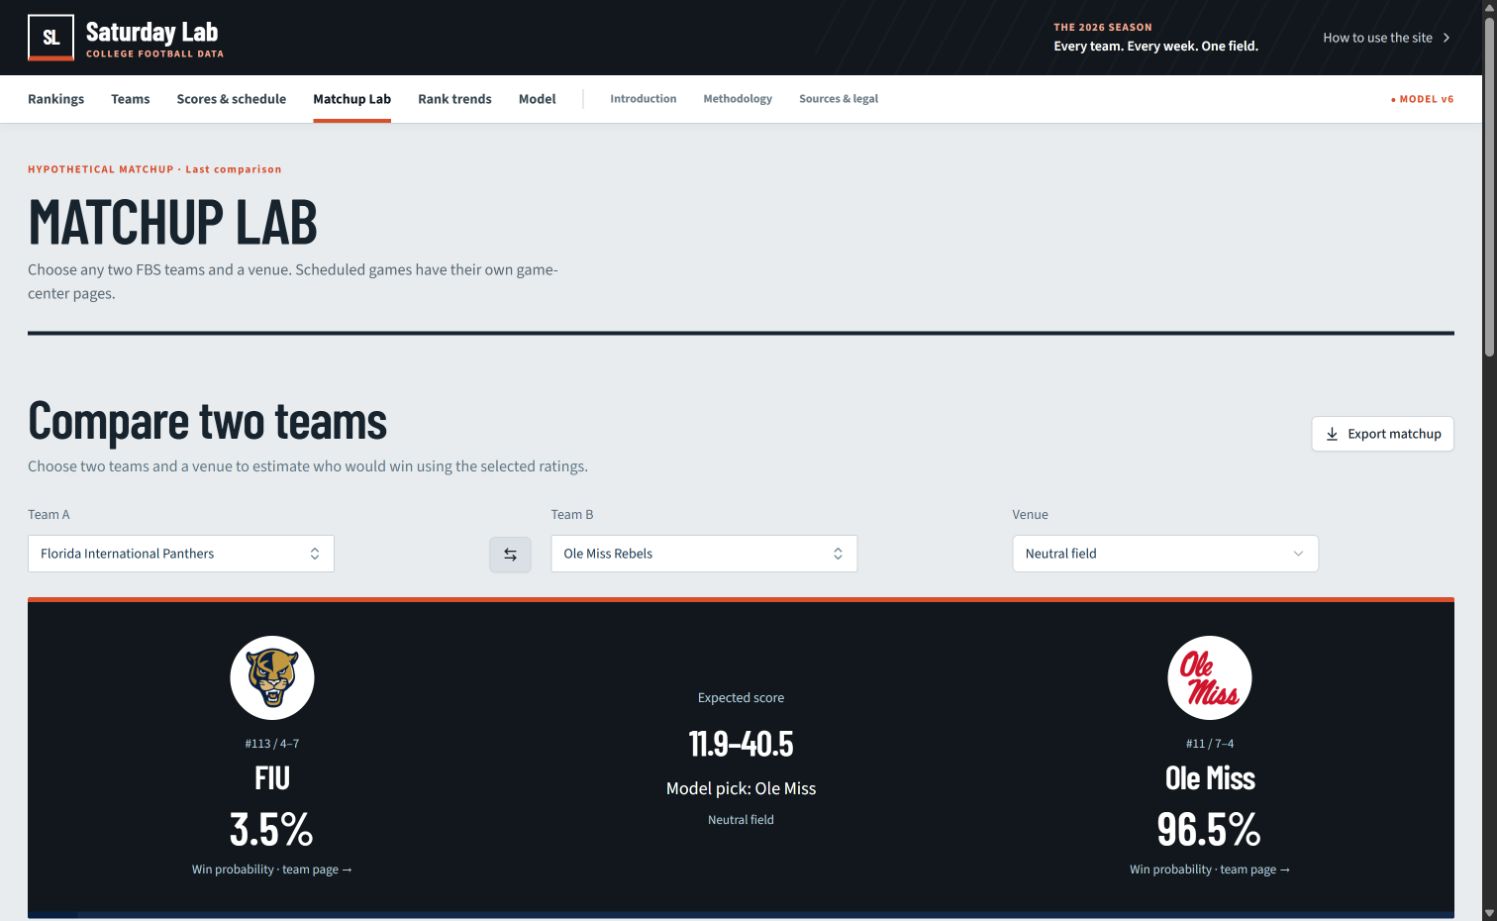 SL
Saturday Lab
COLLEGE FOOTBALL DATA
THE 2026 SEASON
Every team. Every week. One field.
How to use the site
Rankings
Teams
Scores & schedule
Matchup Lab
Rank trends
Model
Introduction
Methodology
Sources & legal
• MODEL v6
HYPOTHETICAL MATCHUP · Last comparison
MATCHUP LAB
Choose any two FBS teams and a venue. Scheduled games have their own game-
center pages.
Compare two teams
Choose two teams and a venue to estimate who would win using the selected ratings.
Export matchup
Team A
Florida International Panthers
Team B
Ole Miss Rebels
Venue
Neutral field
#113 / 4–7
FIU
3.5%
Win probability · team page →
Expected score
11.9–40.5
Model pick: Ole Miss
Neutral field
Ole
Miss
#11 / 7–4
Ole Miss
96.5%
Win probability · team page →